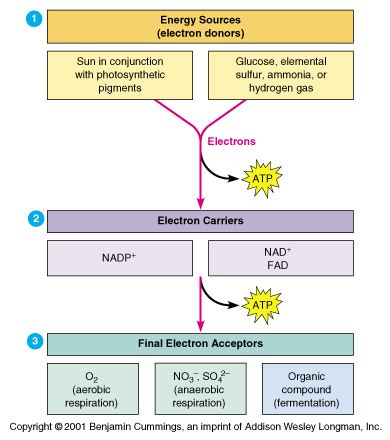 1
Energy Sources
(electron donors)
Sun in conjunction
with photosynthetic
pigments
Glucose, elemental
sulfur, ammonia, or
hydrogen gas
Electrons
ATP
2
Electron Carriers
NADP⁺
NAD⁺
FAD
ATP
3
Final Electron Acceptors
O₂
(aerobic
respiration)
NO₃⁻, SO₄²⁻
(anaerobic
respiration)
Organic
compound
(fermentation)
Copyright © 2001 Benjamin Cummings, an imprint of Addison Wesley Longman, Inc.